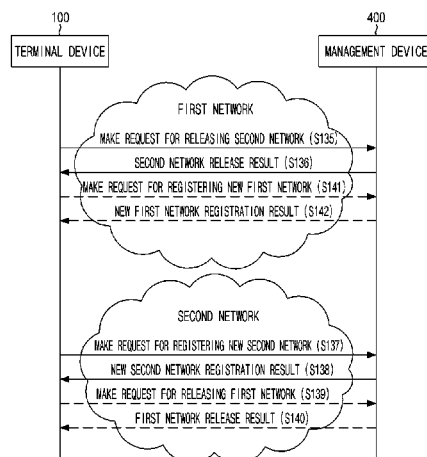 100
400
TERMINAL DEVICE
MANAGEMENT DEVICE
FIRST NETWORK
MAKE REQUEST FOR RELEASING SECOND NETWORK (S135)
SECOND NETWORK RELEASE RESULT (S136)
MAKE REQUEST FOR REGISTERING NEW FIRST NETWORK (S141)
NEW FIRST NETWORK REGISTRATION RESULT (S142)
SECOND NETWORK
MAKE REQUEST FOR REGISTERING NEW SECOND NETWORK (S137)
NEW SECOND NETWORK REGISTRATION RESULT (S138)
MAKE REQUEST FOR RELEASING FIRST NETWORK (S139)
FIRST NETWORK RELEASE RESULT (S140)